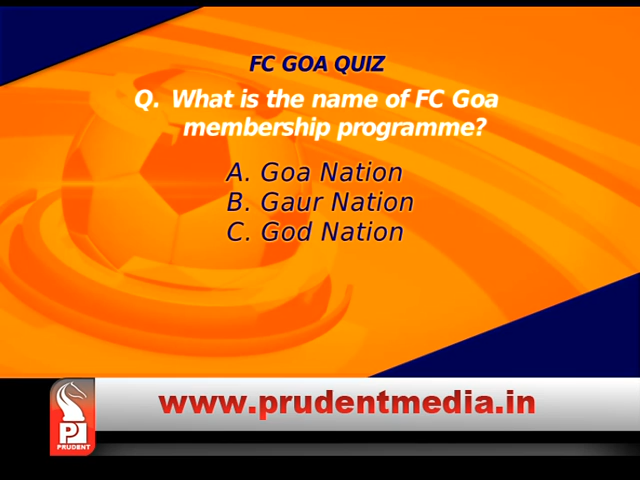 FC GOA QUIZ
Q. What is the name of FC Goa
membership programme?
A. Goa Nation
B. Gaur Nation
C. God Nation
www.prudentmedia.in
P
PRUDENT